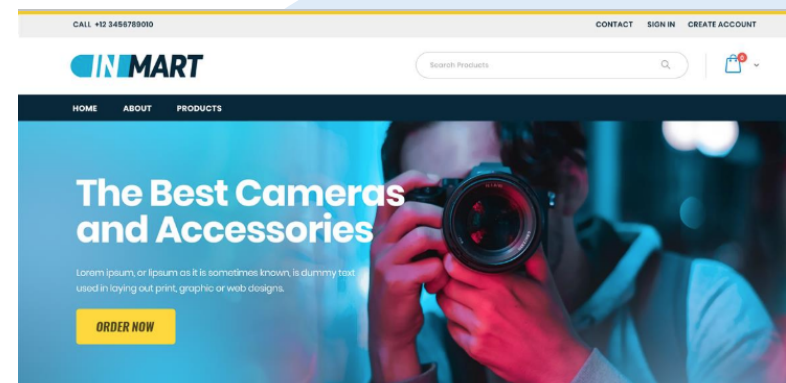 CALL +12 3456789010
CONTACT SIGN IN CREATE ACCOUNT
INMART
Search Products
0
HOME ABOUT PRODUCTS
The Best Cameras
and Accessories
Lorem ipsum, or lipsum as it is sometimes known, is dummy text
used in laying out print, graphic or web designs.
ORDER NOW